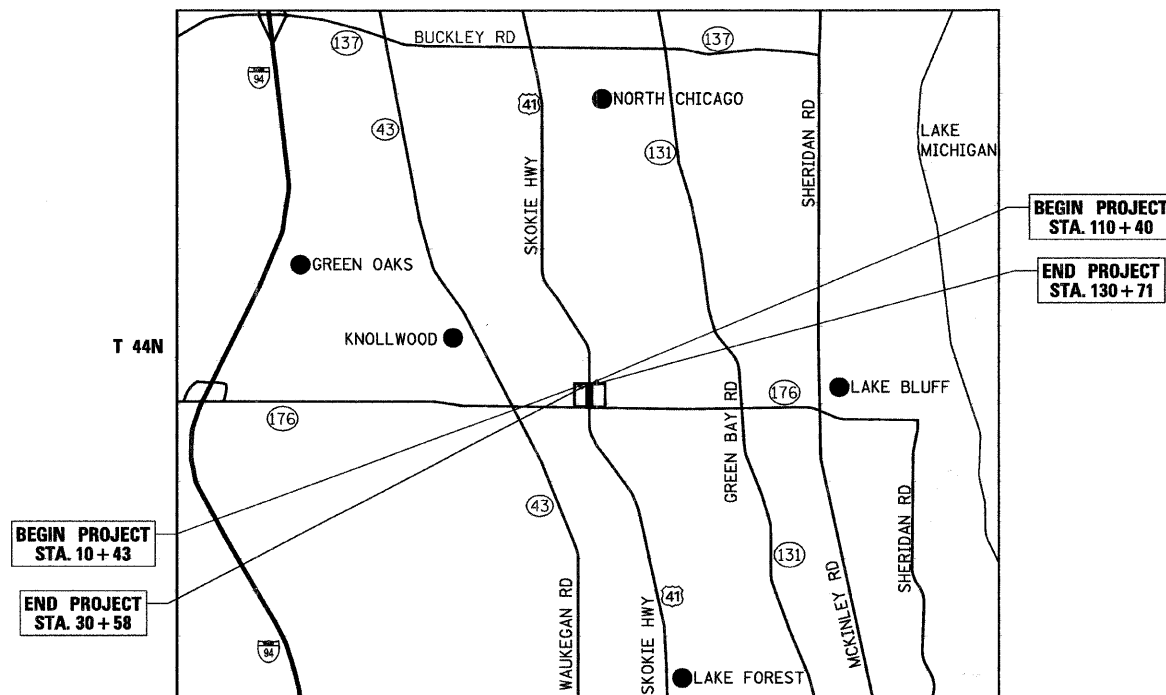 137
BUCKLEY RD
137
94
41
NORTH CHICAGO
43
131
SKOKIE HWY
SHERIDAN RD
LAKE
MICHIGAN
BEGIN PROJECT
STA. 110+40
GREEN OAKS
END PROJECT
STA. 130+71
KNOLLWOOD
T 44N
LAKE BLUFF
176
176
GREEN BAY RD
43
SHERIDAN RD
BEGIN PROJECT
STA. 10+43
131
END PROJECT
STA. 30+58
WAUKEGAN RD
SKOKIE HWY
41
MCKINLEY RD
94
LAKE FOREST